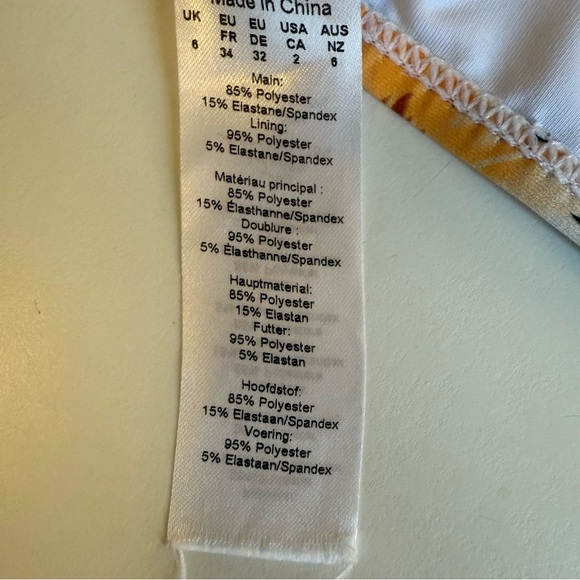 Made in China
UK EU EU USA AUS
FR DE CA NZ
6 34 32 2 6
Main:
85% Polyester
15% Elastane/Spandex
Lining:
95% Polyester
5% Elastane/Spandex
Matériau principal :
85% Polyester
15% Élasthanne/Spandex
Doublure :
95% Polyester
5% Élasthanne/Spandex
Hauptmaterial:
85% Polyester
15% Elastan
Futter:
95% Polyester
5% Elastan
Hoofdstof:
85% Polyester
15% Elastaan/Spandex
Voering:
95% Polyester
5% Elastaan/Spandex